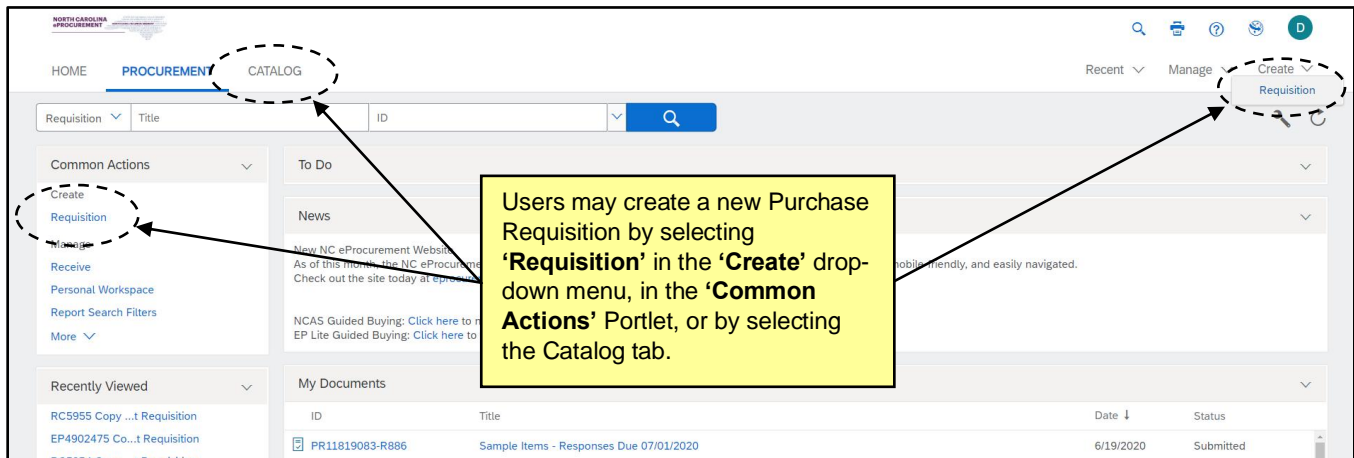 NORTH CAROLINA
ePROCUREMENT
D
HOME PROCUREMENT CATALOG Recent Manage Create
Requisition
Requisition Title ID
Common Actions
Create
Requisition
Manage
Receive
Personal Workspace
Report Search Filters
More
Recently Viewed
RC5955 Copy ...t Requisition
EP4902475 Co...t Requisition
To Do
News
New NC eProcurement Website
As of this month, the NC eProcurem
mobile-friendly, and easily navigated.
Check out the site today at eprocure
NCAS Guided Buying: Click here to
EP Lite Guided Buying: Click here to
Users may create a new Purchase
Requisition by selecting
‘Requisition’ in the ‘Create’ drop-
down menu, in the ‘Common
Actions’ Portlet, or by selecting
the Catalog tab.
My Documents
ID Title Date ↓ Status
PR11819083-R886 Sample Items - Responses Due 07/01/2020 6/19/2020 Submitted